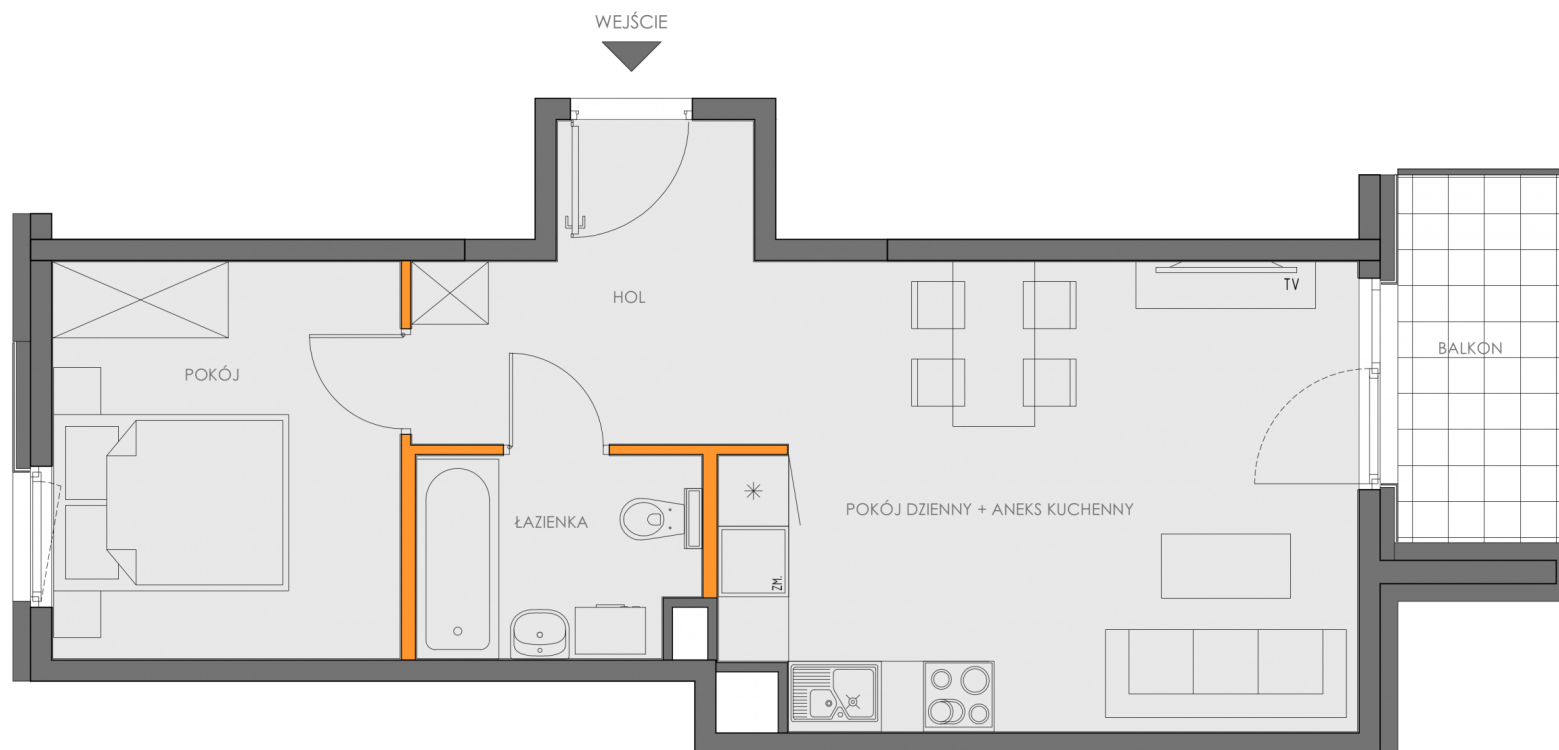 WEJŚCIE
HOL
TV
BALKON
POKÓJ
POKÓJ DZIENNY + ANEKS KUCHENNY
ŁAZIENKA
ZM.